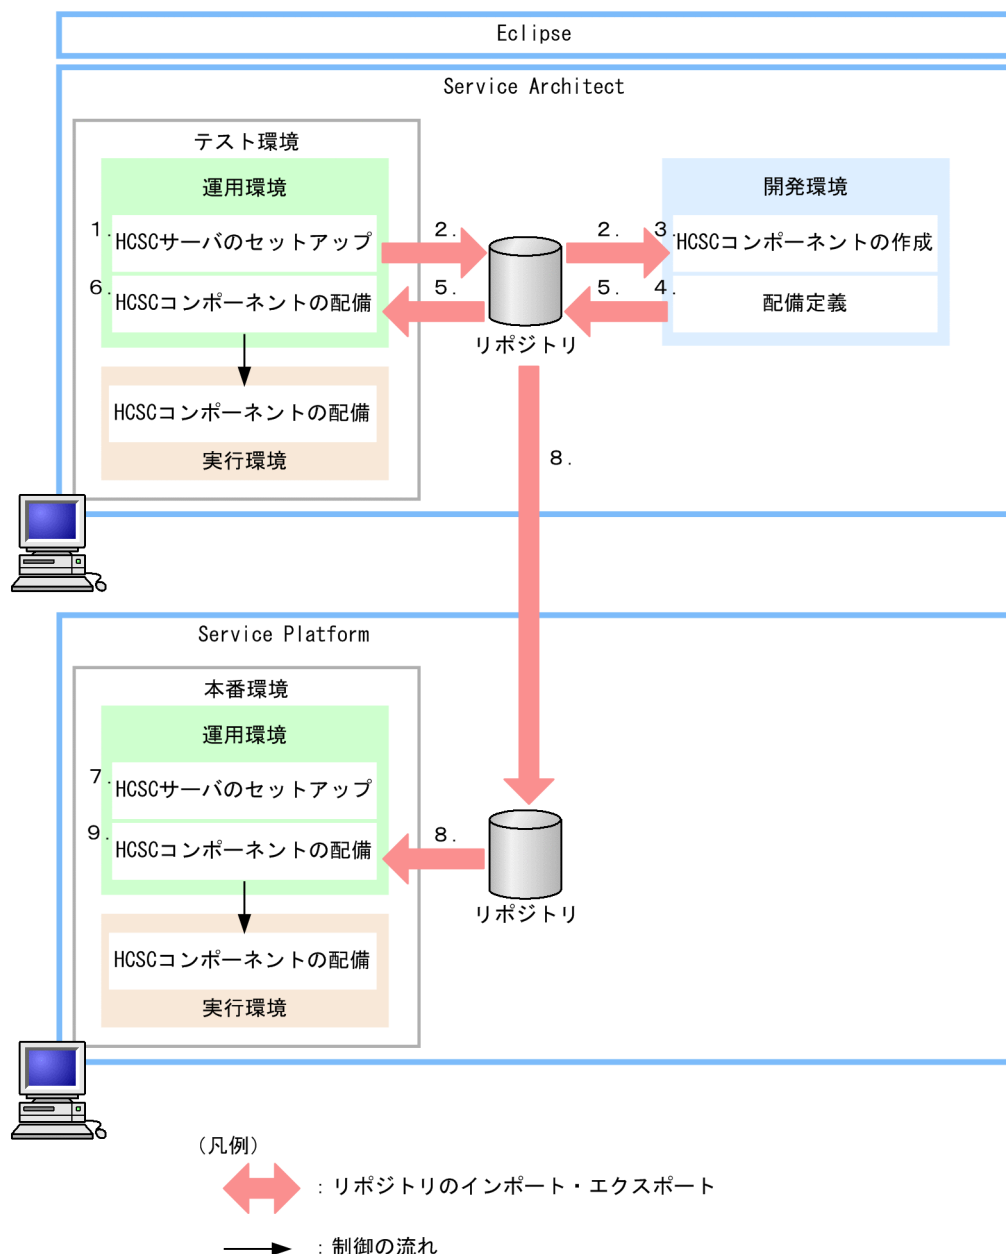 Eclipse
Service Architect
テスト環境
運用環境
開発環境
1.
HCSCサーバのセットアップ
2.
2.
3.
HCSCコンポーネントの作成
6.
HCSCコンポーネントの配備
5.
5.
4.
配備定義
リポジトリ
HCSCコンポーネントの配備
実行環境
8.
Service Platform
本番環境
運用環境
7.
HCSCサーバのセットアップ
9.
HCSCコンポーネントの配備
8.
リポジトリ
HCSCコンポーネントの配備
実行環境
(凡例)
：リポジトリのインポート・エクスポート
：制御の流れ